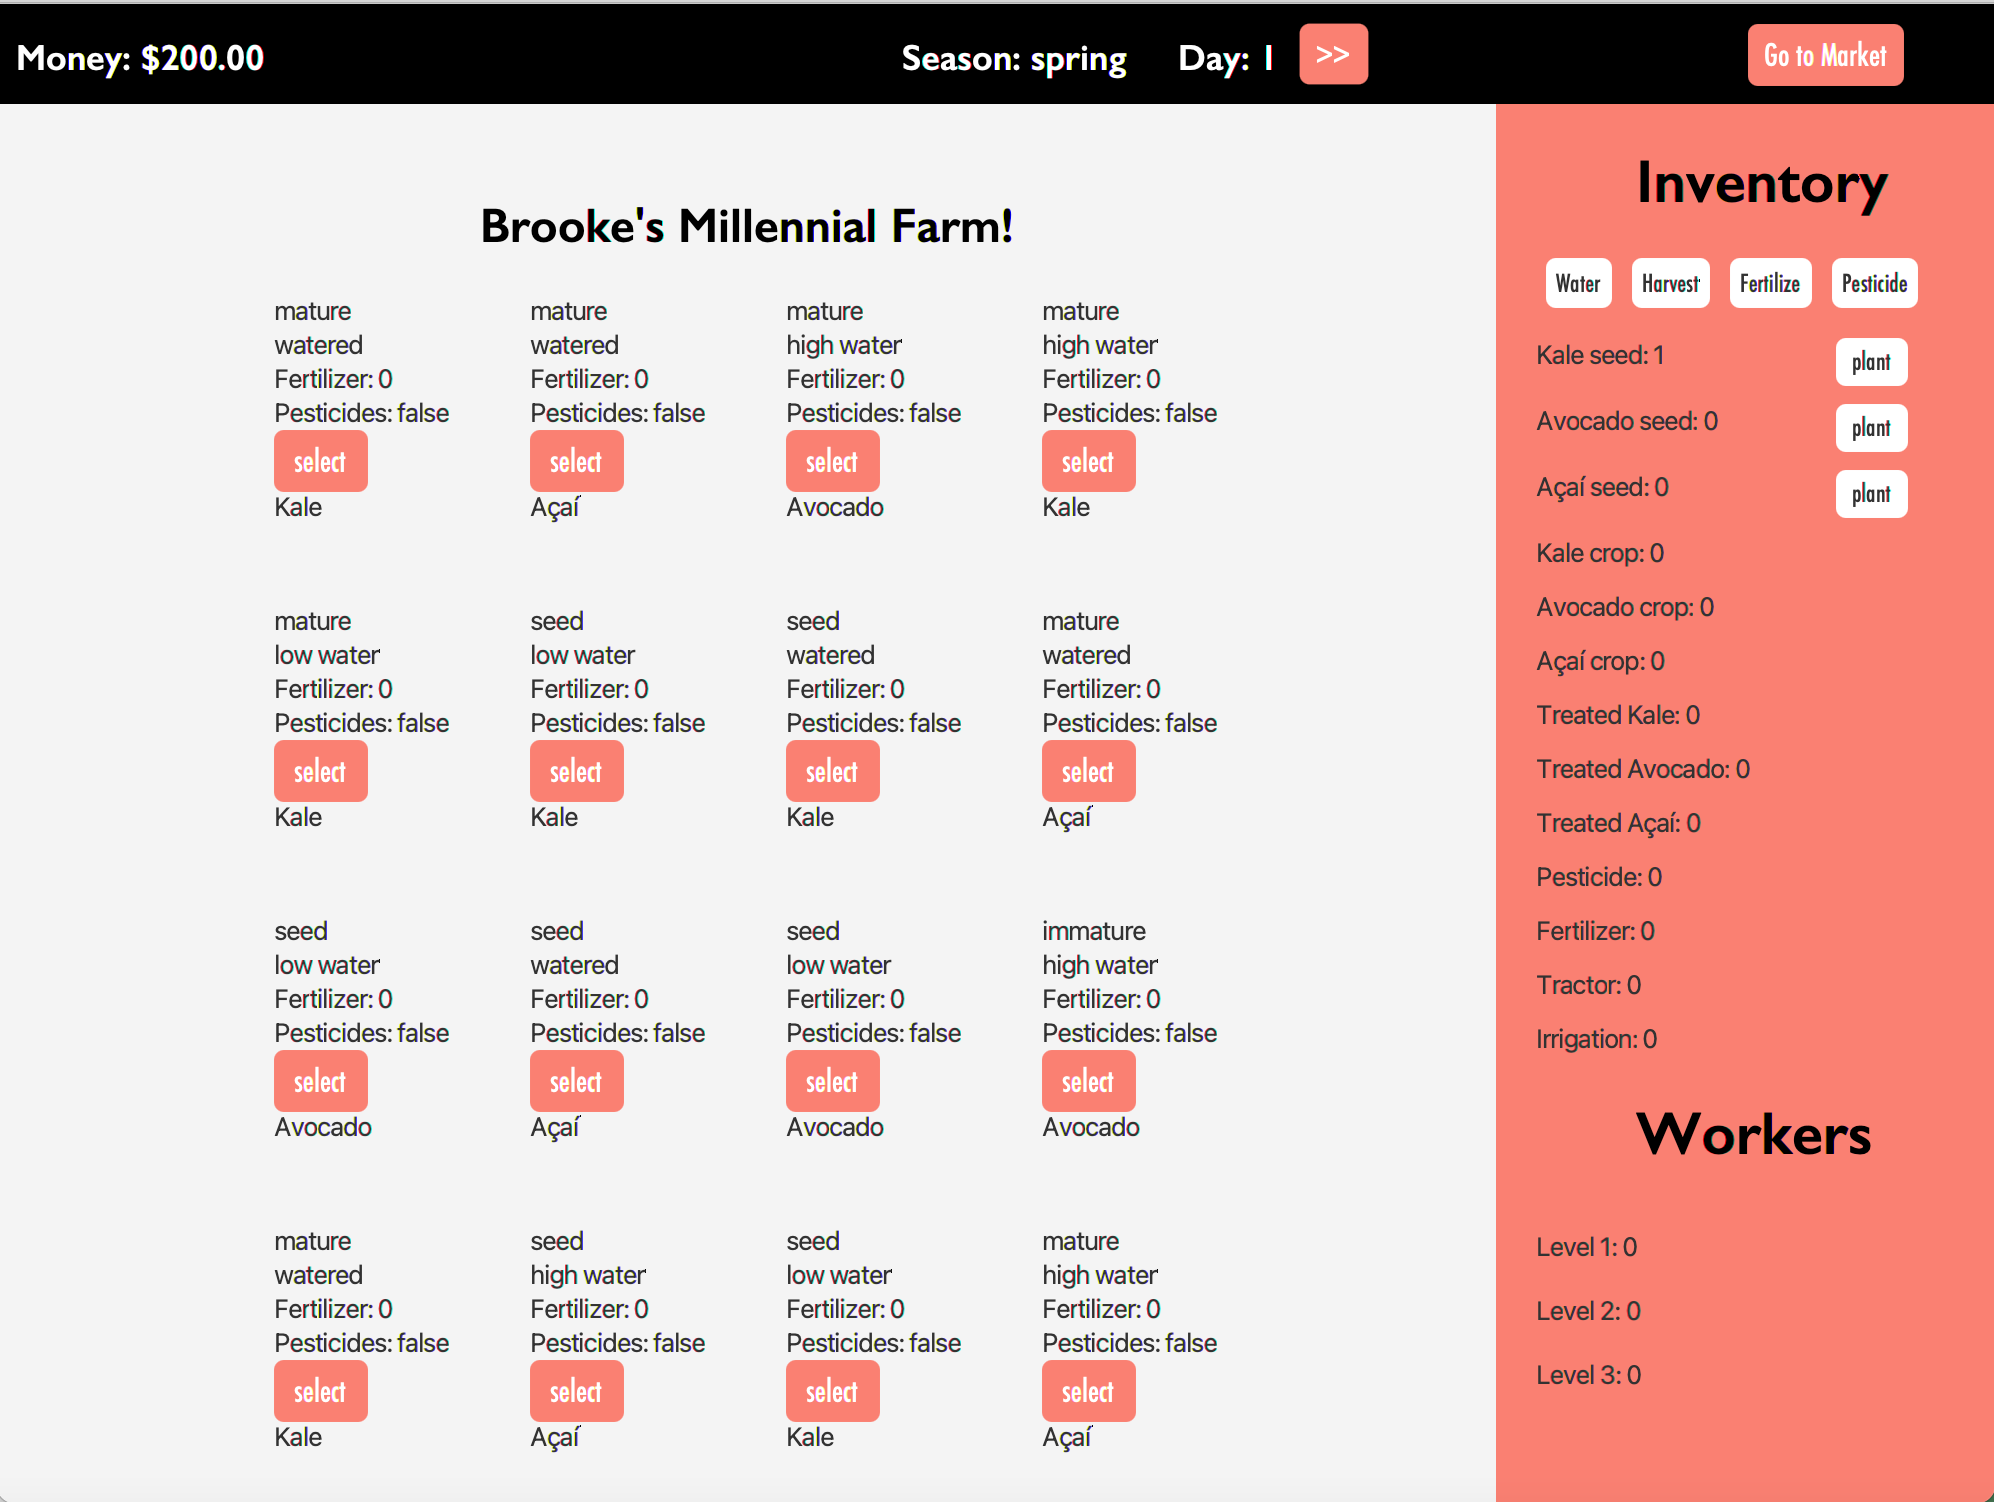 Money: $200.00 Season: spring Day: 1 >> Go to Market
Brooke's Millennial Farm!
mature mature mature mature
watered watered high water high water
Fertilizer: 0 Fertilizer: 0 Fertilizer: 0 Fertilizer: 0
Pesticides: false Pesticides: false Pesticides: false Pesticides: false
select select select select
Kale Açaí Avocado Kale
mature seed seed mature
low water low water watered watered
Fertilizer: 0 Fertilizer: 0 Fertilizer: 0 Fertilizer: 0
Pesticides: false Pesticides: false Pesticides: false Pesticides: false
select select select select
Kale Kale Kale Açaí
seed seed seed immature
low water watered low water high water
Fertilizer: 0 Fertilizer: 0 Fertilizer: 0 Fertilizer: 0
Pesticides: false Pesticides: false Pesticides: false Pesticides: false
select select select select
Avocado Açaí Avocado Avocado
mature seed seed mature
watered high water low water high water
Fertilizer: 0 Fertilizer: 0 Fertilizer: 0 Fertilizer: 0
Pesticides: false Pesticides: false Pesticides: false Pesticides: false
select select select select
Kale Açaí Kale Açaí
Inventory
Water Harvest Fertilize Pesticide
Kale seed: 1 plant
Avocado seed: 0 plant
Açaí seed: 0 plant
Kale crop: 0
Avocado crop: 0
Açaí crop: 0
Treated Kale: 0
Treated Avocado: 0
Treated Açaí: 0
Pesticide: 0
Fertilizer: 0
Tractor: 0
Irrigation: 0
Workers
Level 1: 0
Level 2: 0
Level 3: 0